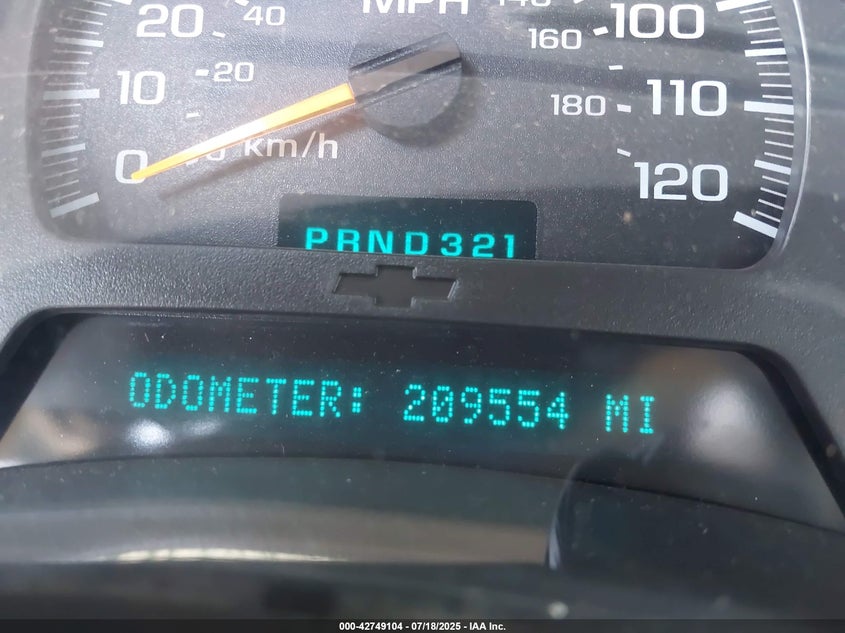 MPH
20 40 140 100
160
10 20 180 110
0 km/h 120
PRND321
ODOMETER: 209554 MI
000-42749104 / 07/18/2025 - IAA Inc.